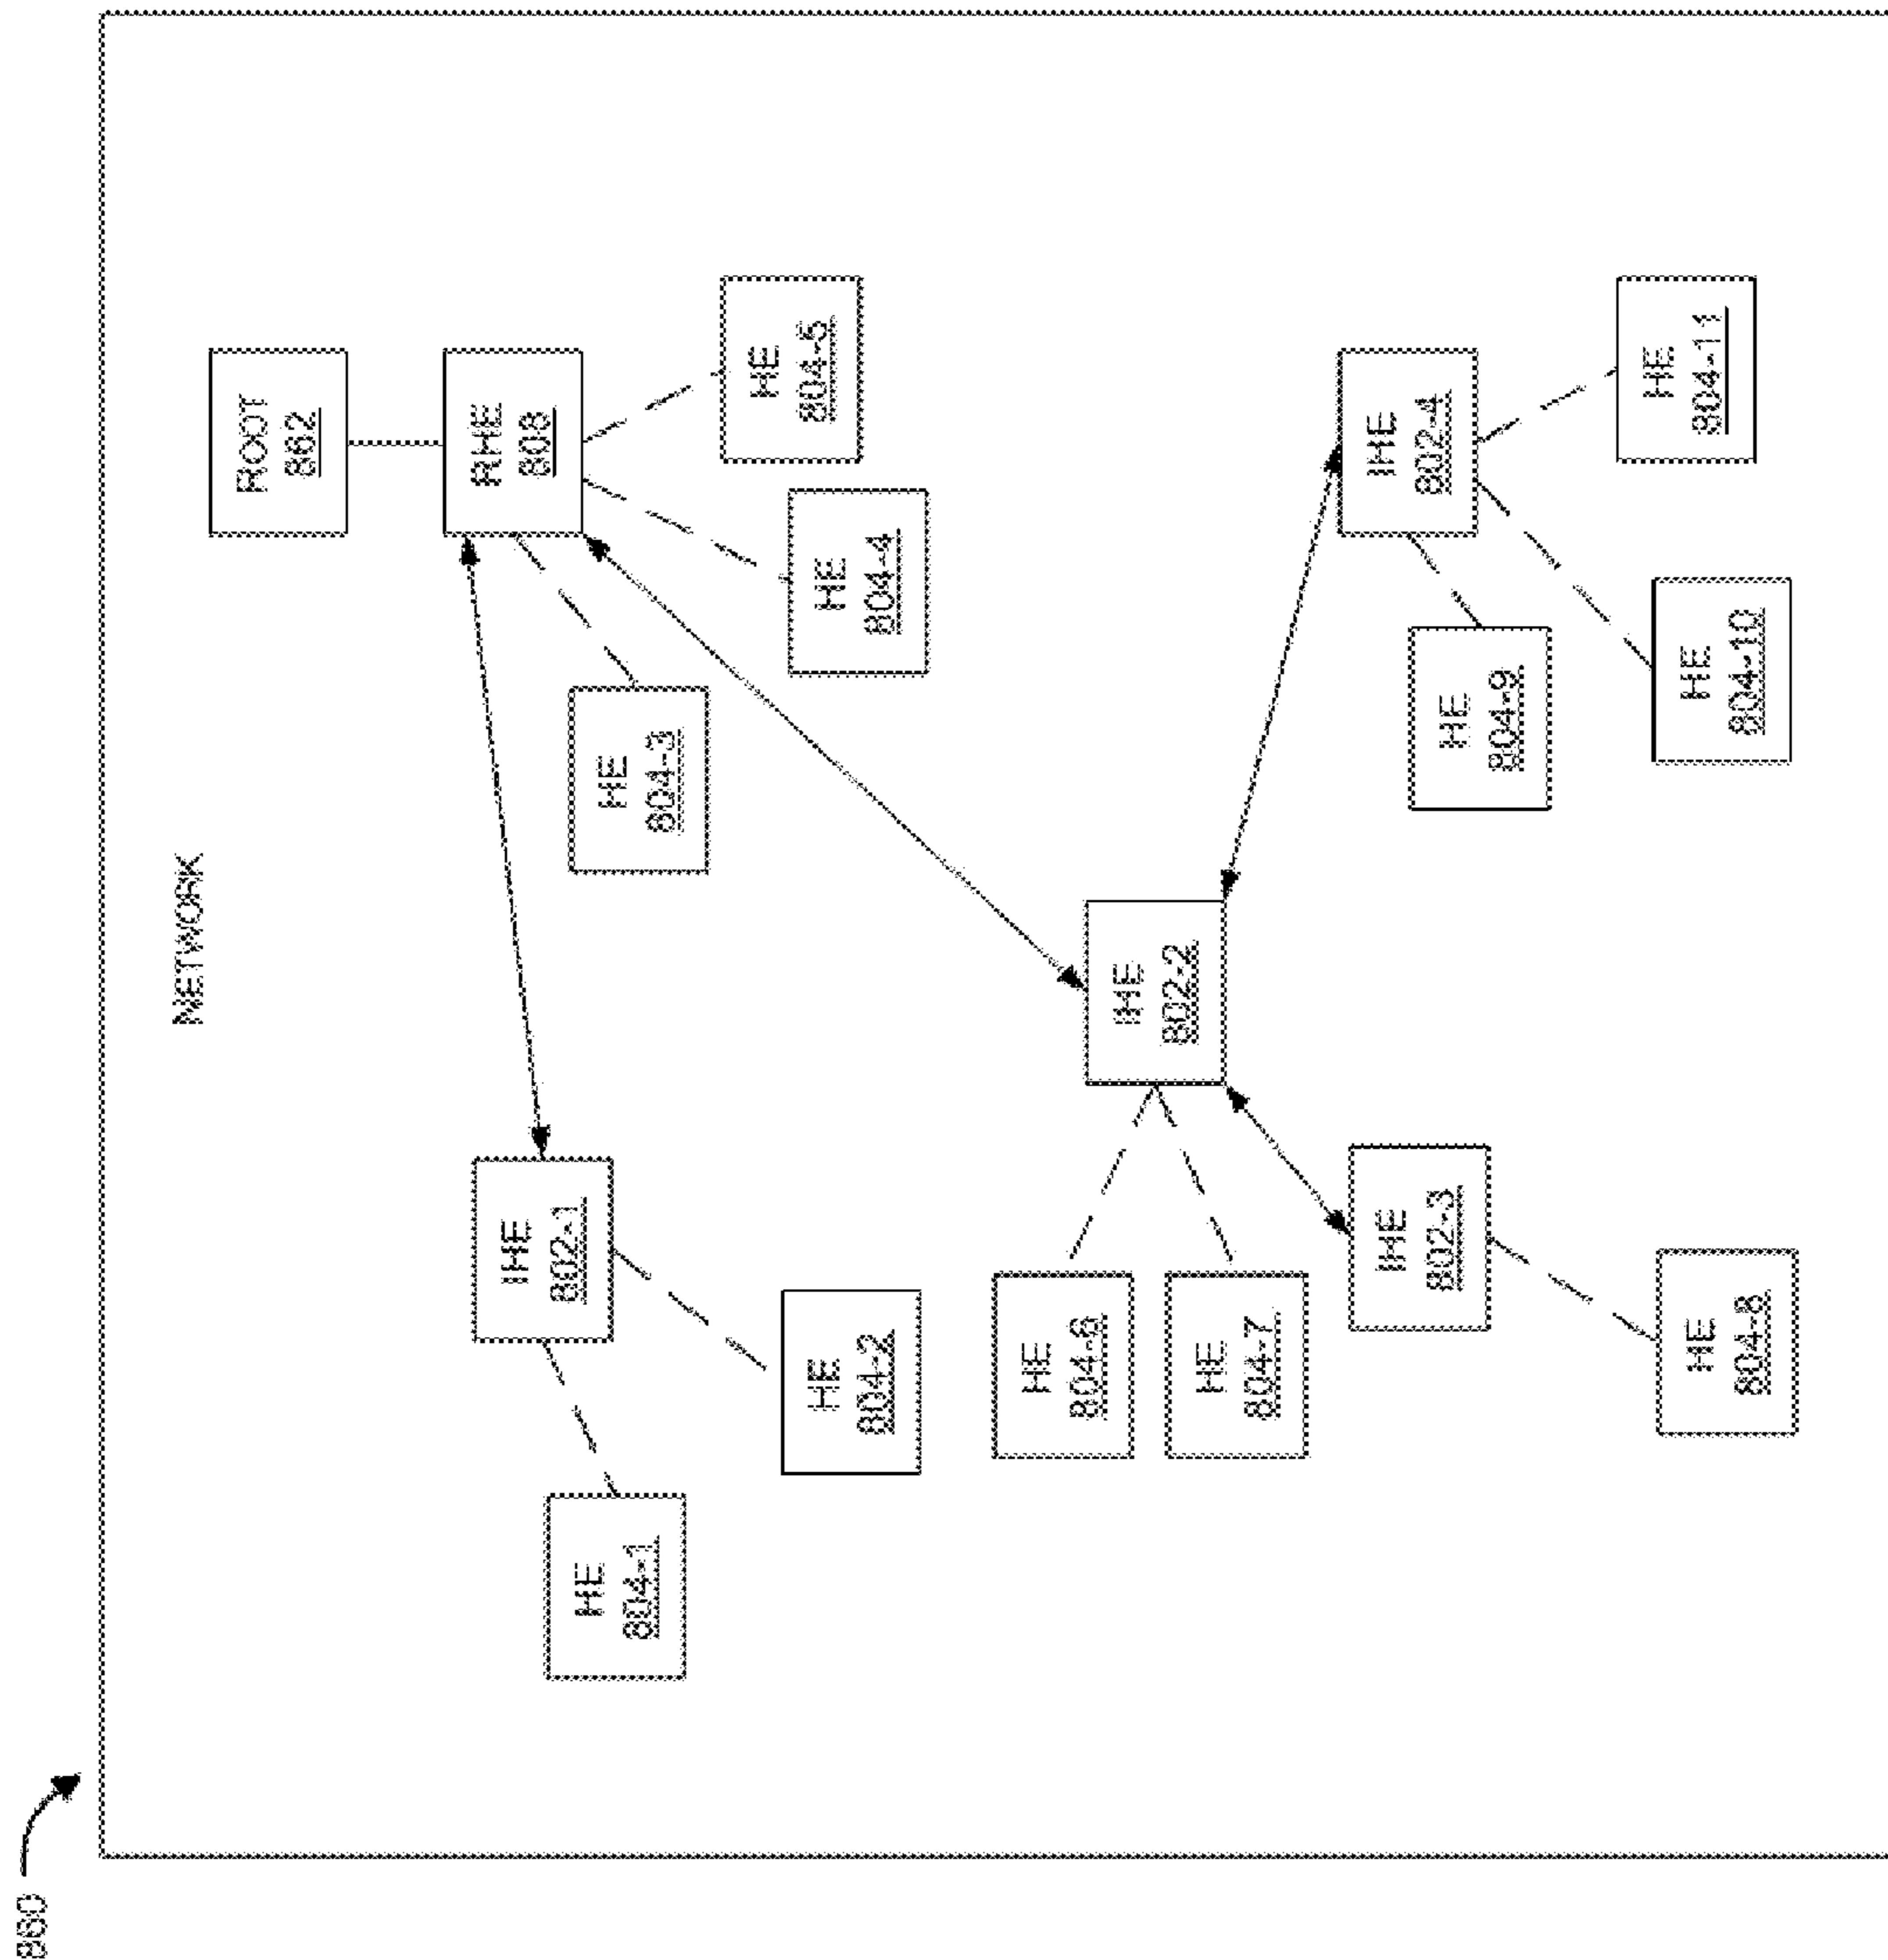 860
NETWORK
ROOT
862
RHE
808
IHE
802-1
HE
804-1
HE
804-3
HE
804-5
HE
804-2
HE
804-4
HE
804-6
IHE
802-2
HE
804-7
IHE
802-3
IHE
802-4
HE
804-9
HE
804-8
HE
804-10
HE
804-11